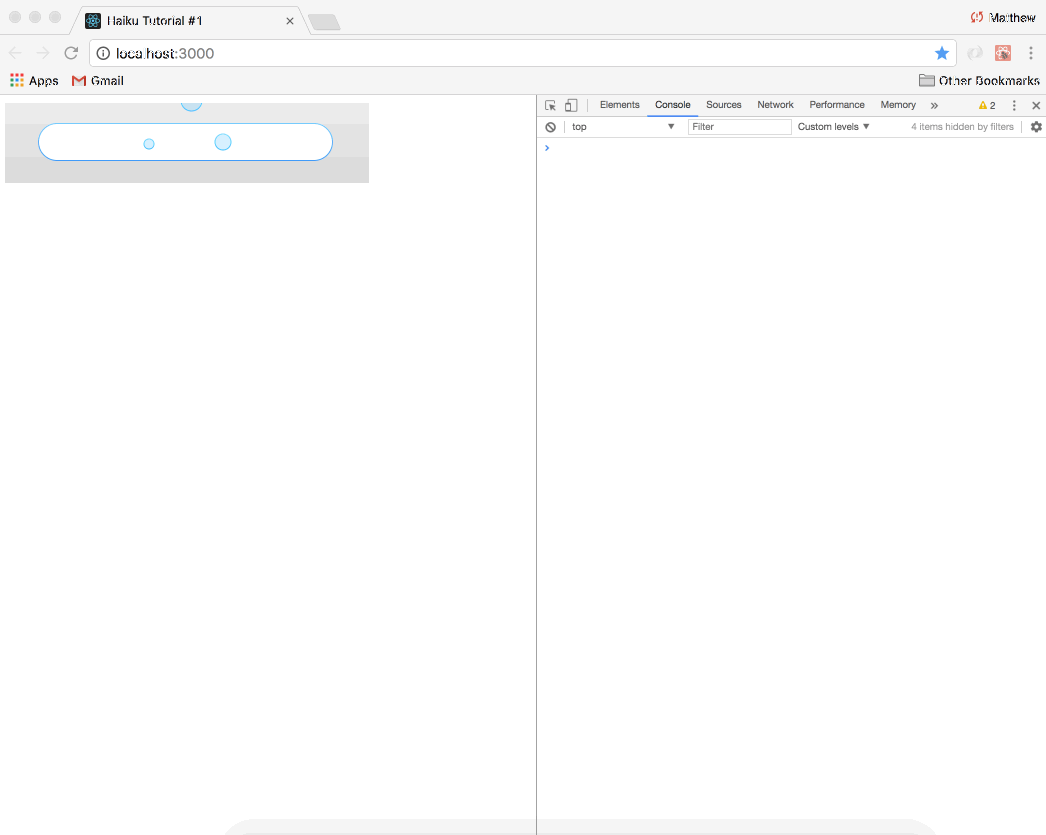 Haiku Tutorial #1
Matthew
localhost:3000
Apps Gmail Other Bookmarks
Elements Console Sources Network Performance Memory » 2
top Filter Custom levels 4 items hidden by filters